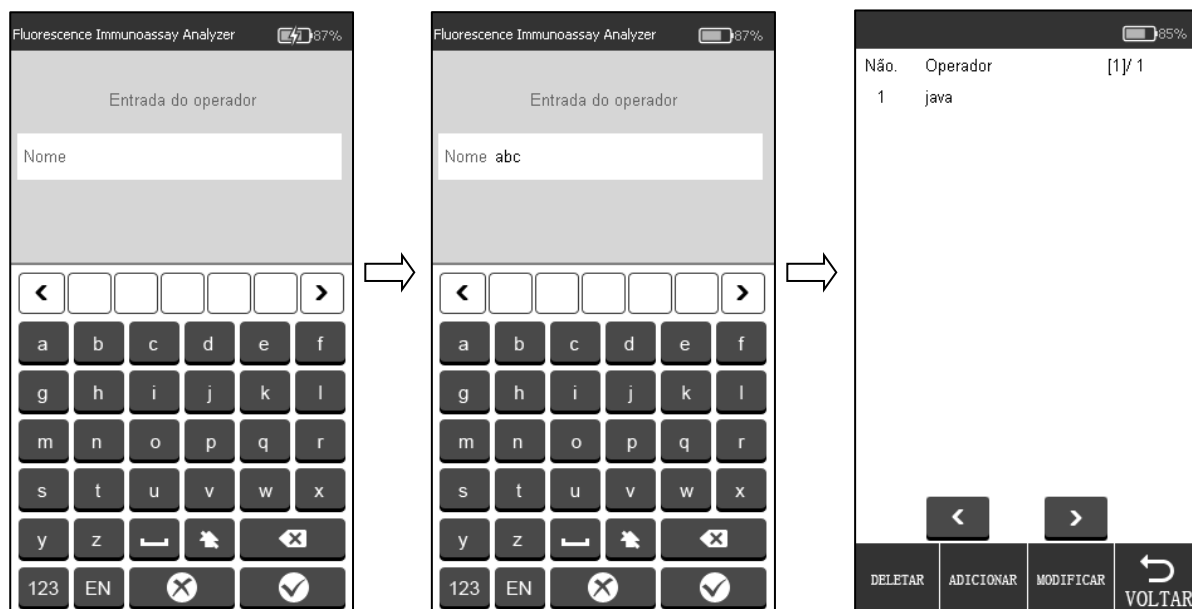 Fluorescence Immunoassay Analyzer 87%
Entrada do operador
Nome
a b c d e f
g h i j k l
m n o p q r
s t u v w x
y z
123 EN
Fluorescence Immunoassay Analyzer 87%
Entrada do operador
Nome abc
a b c d e f
g h i j k l
m n o p q r
s t u v w x
y z
123 EN
85%
Não. Operador [1]/ 1
1 java
DELETAR ADICIONAR MODIFICAR VOLTAR